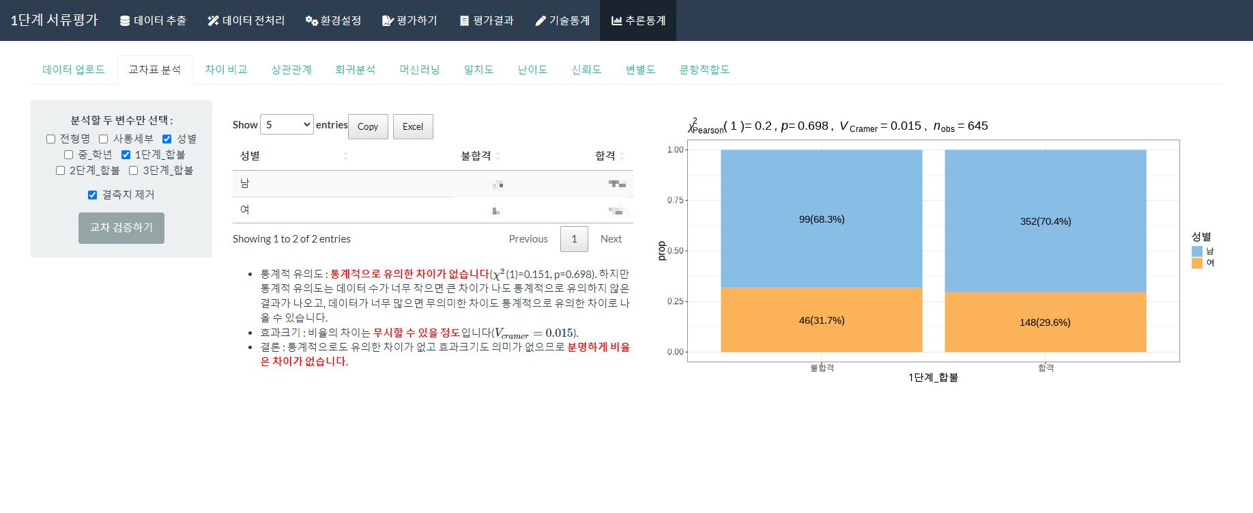 1단계 서류평가 데이터 추출 데이터 전처리 환경설정 평가하기 평가결과 기술통계 추론통계
데이터 업로드 교차표 분석 차이 비교 상관관계 회귀분석 머신러닝 일치도 난이도 신뢰도 변별도 문항적합도
분석할 두 변수만 선택 :
전형명 사통세부 성별
중_학년 1단계_합불
2단계_합불 3단계_합불
결측치 제거
교차 검증하기
Show 5 entries Copy Excel
성별 불합격 합격
남
여
Showing 1 to 2 of 2 entries Previous 1 Next
통계적 유의도 : 통계적으로 유의한 차이가 없습니다(χ²(1)=0.151, p=0.698). 하지만
통계적 유의도는 데이터 수가 너무 작으면 큰 차이가 나도 통계적으로 유의하지 않은
결과가 나오고, 데이터가 너무 많으면 무의미한 차이도 통계적으로 유의한 차이로 나
올 수 있습니다.
효과크기 : 비율의 차이는 무시할 수 있을 정도입니다(V_cramer = 0.015).
결론 : 통계적으로도 유의한 차이가 없고 효과크기도 의미가 없으므로 분명하게 비율
은 차이가 없습니다.
χ²Pearson( 1 )= 0.2 , p= 0.698 , V Cramer = 0.015 , nobs = 645
1.00
0.75
0.50
0.25
0.00
prop
99(68.3%)
352(70.4%)
46(31.7%)
148(29.6%)
불합격 합격
1단계_합불
성별
남
여